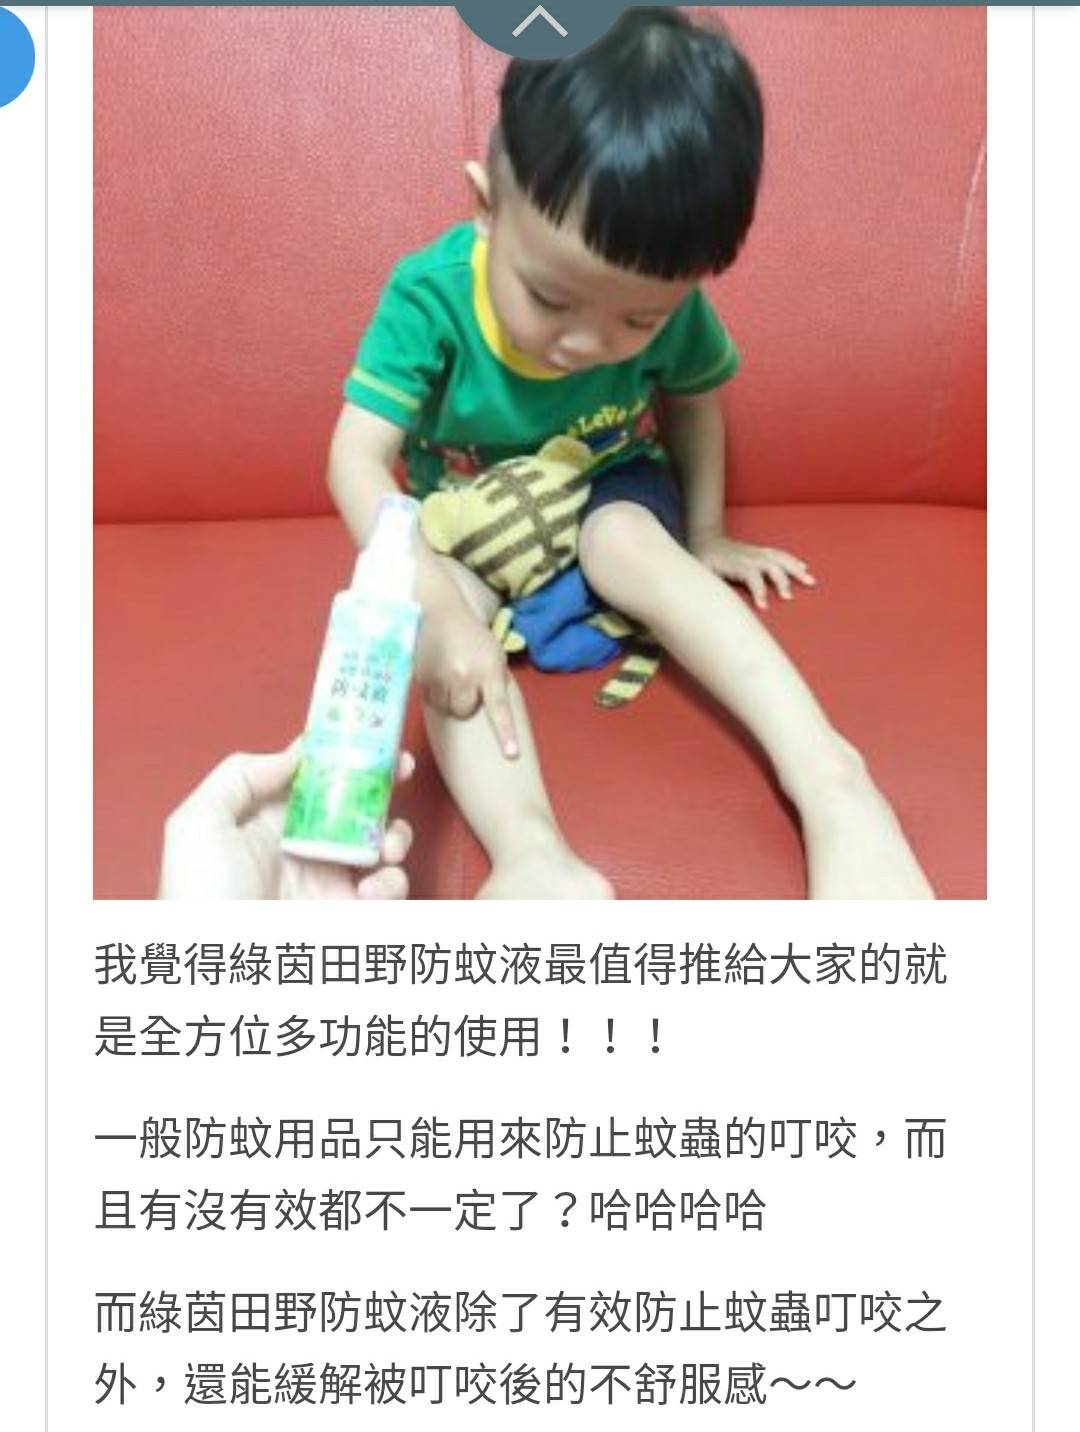 LeVe
我覺得綠茵田野防蚊液最值得推給大家的就
是全方位多功能的使用！！！
一般防蚊用品只能用來防止蚊蟲的叮咬，而
且有沒有效都不一定了？哈哈哈哈
而綠茵田野防蚊液除了有效防止蚊蟲叮咬之
外，還能緩解被叮咬後的不舒服感～～